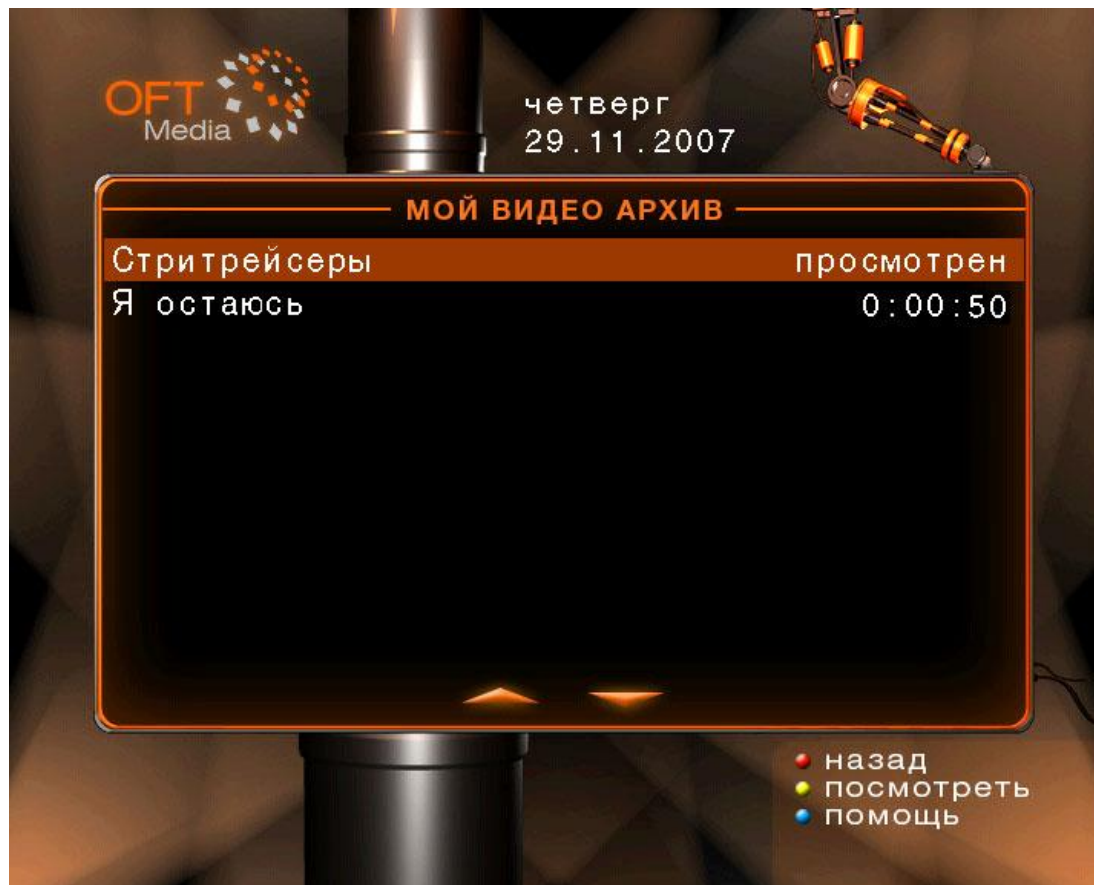 OFT
Media
четверг
29.11.2007
МОЙ ВИДЕО АРХИВ
Стритрейсеры просмотрен
Я остаюсь 0:00:50
назад
посмотреть
помощь